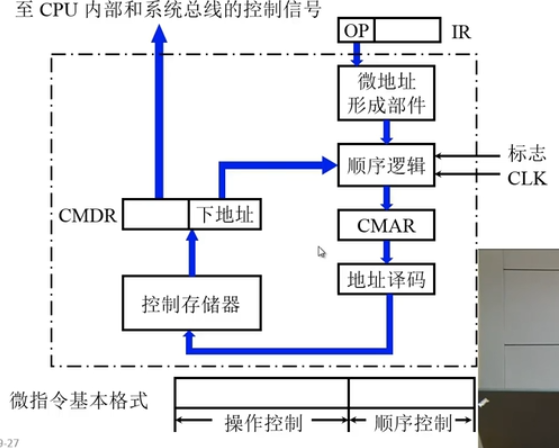 至 CPU 内部和系统总线的控制信号
OP
IR
微地址
形成部件
顺序逻辑
标志
CLK
CMDR
下地址
CMAR
地址译码
控制存储器
微指令基本格式
操作控制
顺序控制
9-27